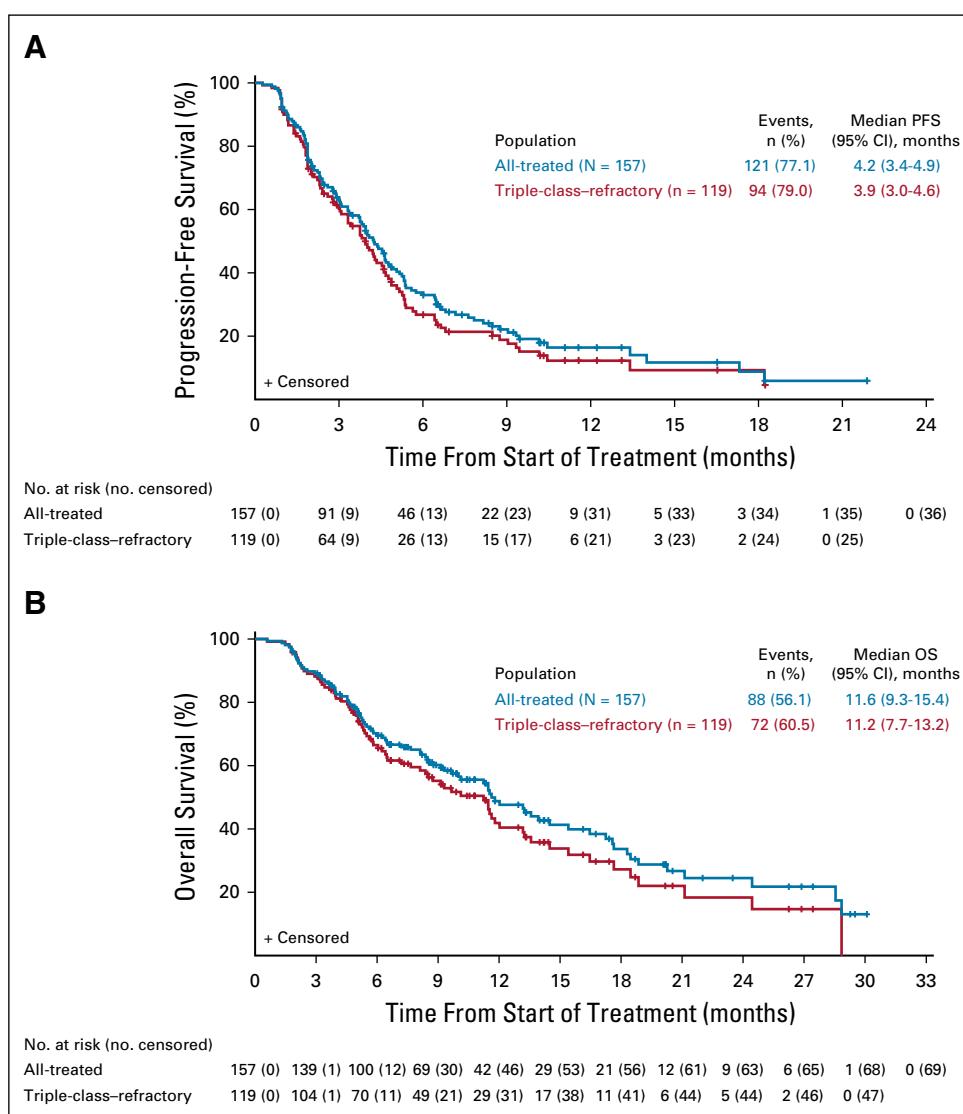 A
Progression-Free Survival (%)
100
80
60
40
20
Population
Events, n (%)
Median PFS (95% CI), months
All-treated (N = 157) 121 (77.1) 4.2 (3.4-4.9)
Triple-class–refractory (n = 119) 94 (79.0) 3.9 (3.0-4.6)
+ Censored
0 3 6 9 12 15 18 21 24
Time From Start of Treatment (months)
No. at risk (no. censored)
All-treated 157 (0) 91 (9) 46 (13) 22 (23) 9 (31) 5 (33) 3 (34) 1 (35) 0 (36)
Triple-class–refractory 119 (0) 64 (9) 26 (13) 15 (17) 6 (21) 3 (23) 2 (24) 0 (25)
B
Overall Survival (%)
100
80
60
40
20
Population
Events, n (%)
Median OS (95% CI), months
All-treated (N = 157) 88 (56.1) 11.6 (9.3-15.4)
Triple-class–refractory (n = 119) 72 (60.5) 11.2 (7.7-13.2)
+ Censored
0 3 6 9 12 15 18 21 24 27 30 33
Time From Start of Treatment (months)
No. at risk (no. censored)
All-treated 157 (0) 139 (1) 100 (12) 69 (30) 42 (46) 29 (53) 21 (56) 12 (61) 9 (63) 6 (65) 1 (68) 0 (69)
Triple-class–refractory 119 (0) 104 (1) 70 (11) 49 (21) 29 (31) 17 (38) 11 (41) 6 (44) 5 (44) 2 (46) 0 (47)